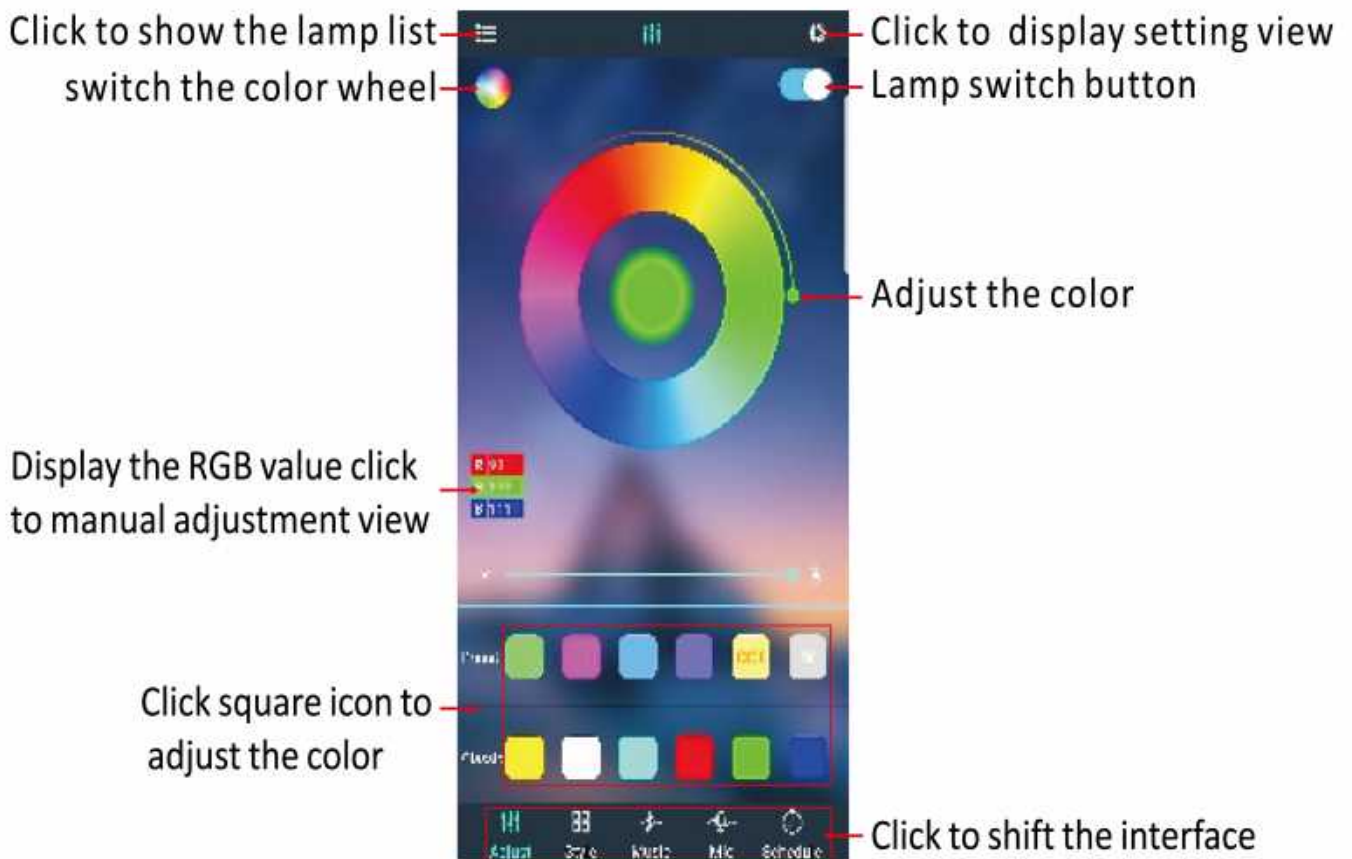 Click to show the lamp list
switch the color wheel
Click to display setting view
Lamp switch button
Adjust the color
Display the RGB value click
to manual adjustment view
Click square icon to
adjust the color
Adjust Style Music Mic Schedule
Click to shift the interface